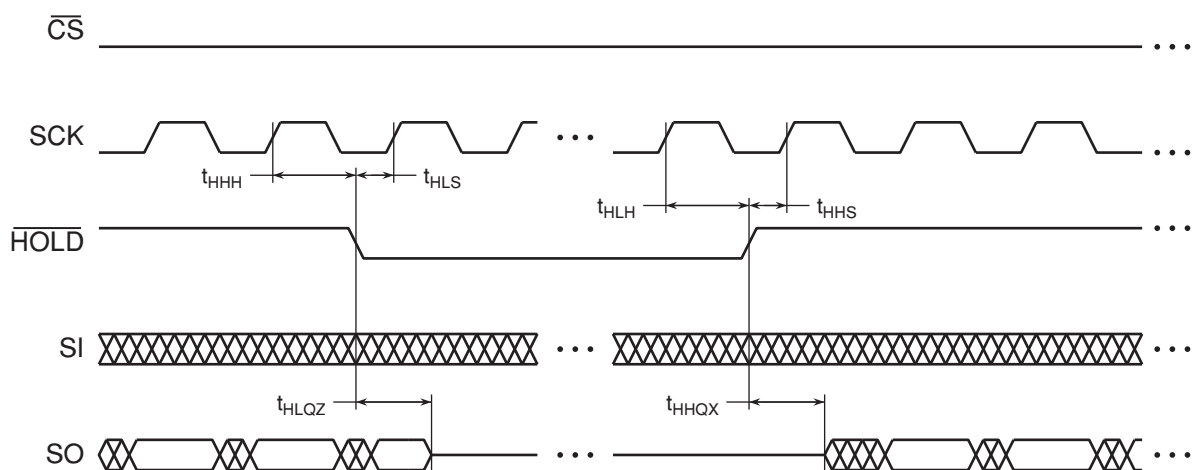 CS
SCK
tHHH
tHLS
tHLH
tHHS
HOLD
SI
tHLQZ
tHHQX
SO